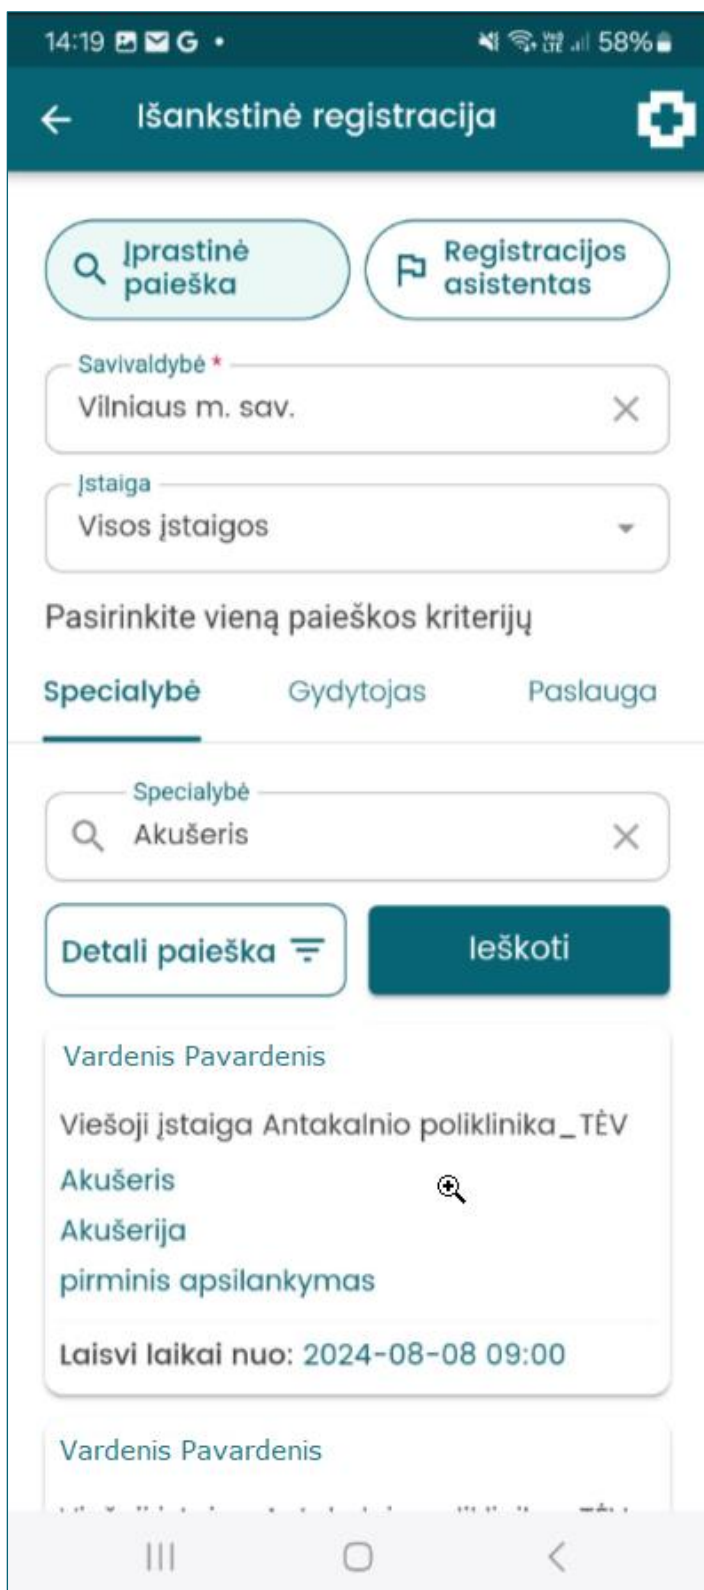 14:19 G
58%
Išankstinė registracija
Įprastinė
paieška
Registracijos
asistentas
Savivaldybė *
Vilniaus m. sav.
Įstaiga
Visos įstaigos
Pasirinkite vieną paieškos kriterijų
Specialybė Gydytojas Paslauga
Specialybė
Akušeris
Detali paieška Ieškoti
Vardenis Pavardenis
Viešoji įstaiga Antakalnio poliklinika_TĖV
Akušeris
Akušerija
pirminis apsilankymas
Laisvi laikai nuo: 2024-08-08 09:00
Vardenis Pavardenis